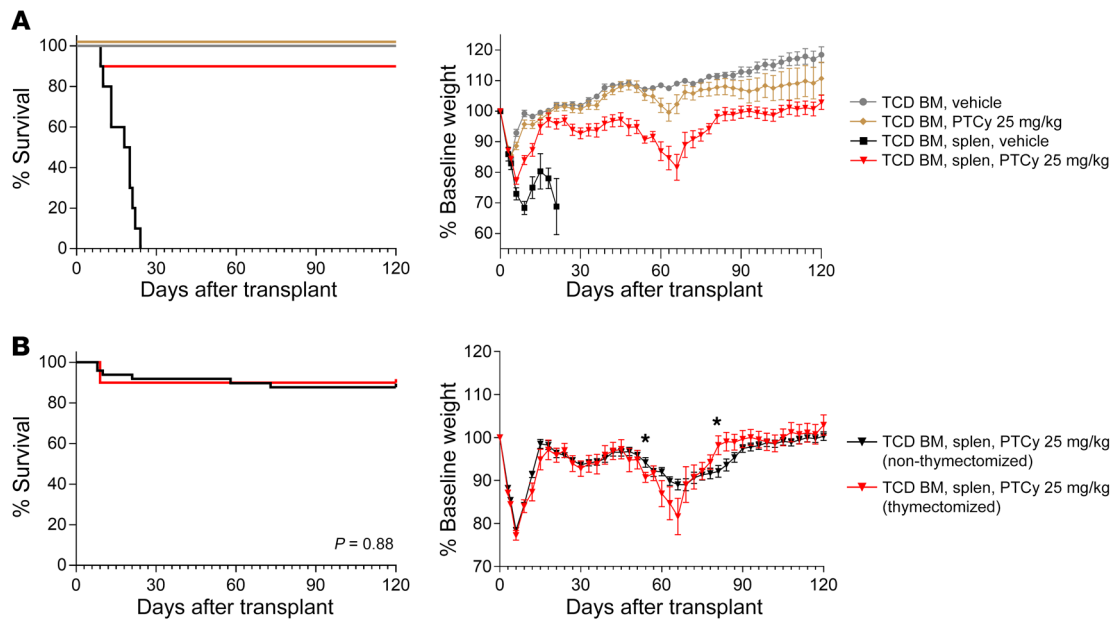 A
% Survival
100
80
60
40
20
0
0 30 60 90 120
Days after transplant
% Baseline weight
120
110
100
90
80
70
60
0 30 60 90 120
Days after transplant
TCD BM, vehicle
TCD BM, PTCy 25 mg/kg
TCD BM, splen, vehicle
TCD BM, splen, PTCy 25 mg/kg
B
% Survival
100
80
60
40
20
0
P = 0.88
0 30 60 90 120
Days after transplant
% Baseline weight
120
110
100
90
80
70
* *
0 30 60 90 120
Days after transplant
TCD BM, splen, PTCy 25 mg/kg
(non-thymectomized)
TCD BM, splen, PTCy 25 mg/kg
(thymectomized)